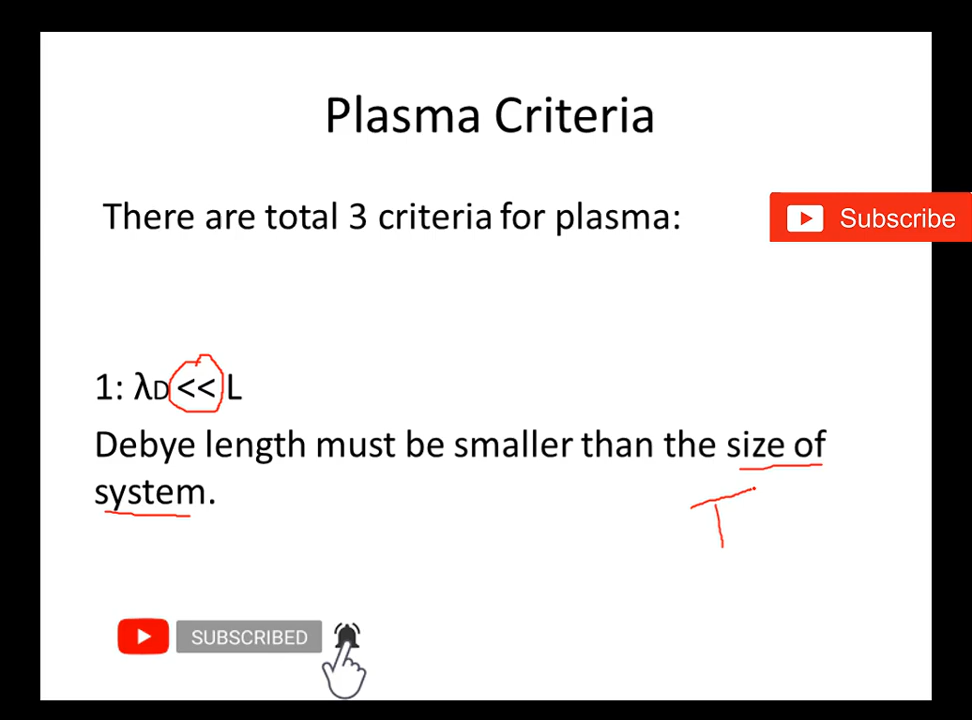 Plasma Criteria
There are total 3 criteria for plasma:
Subscribe
1: λD << L
Debye length must be smaller than the size of
system.
T
SUBSCRIBED